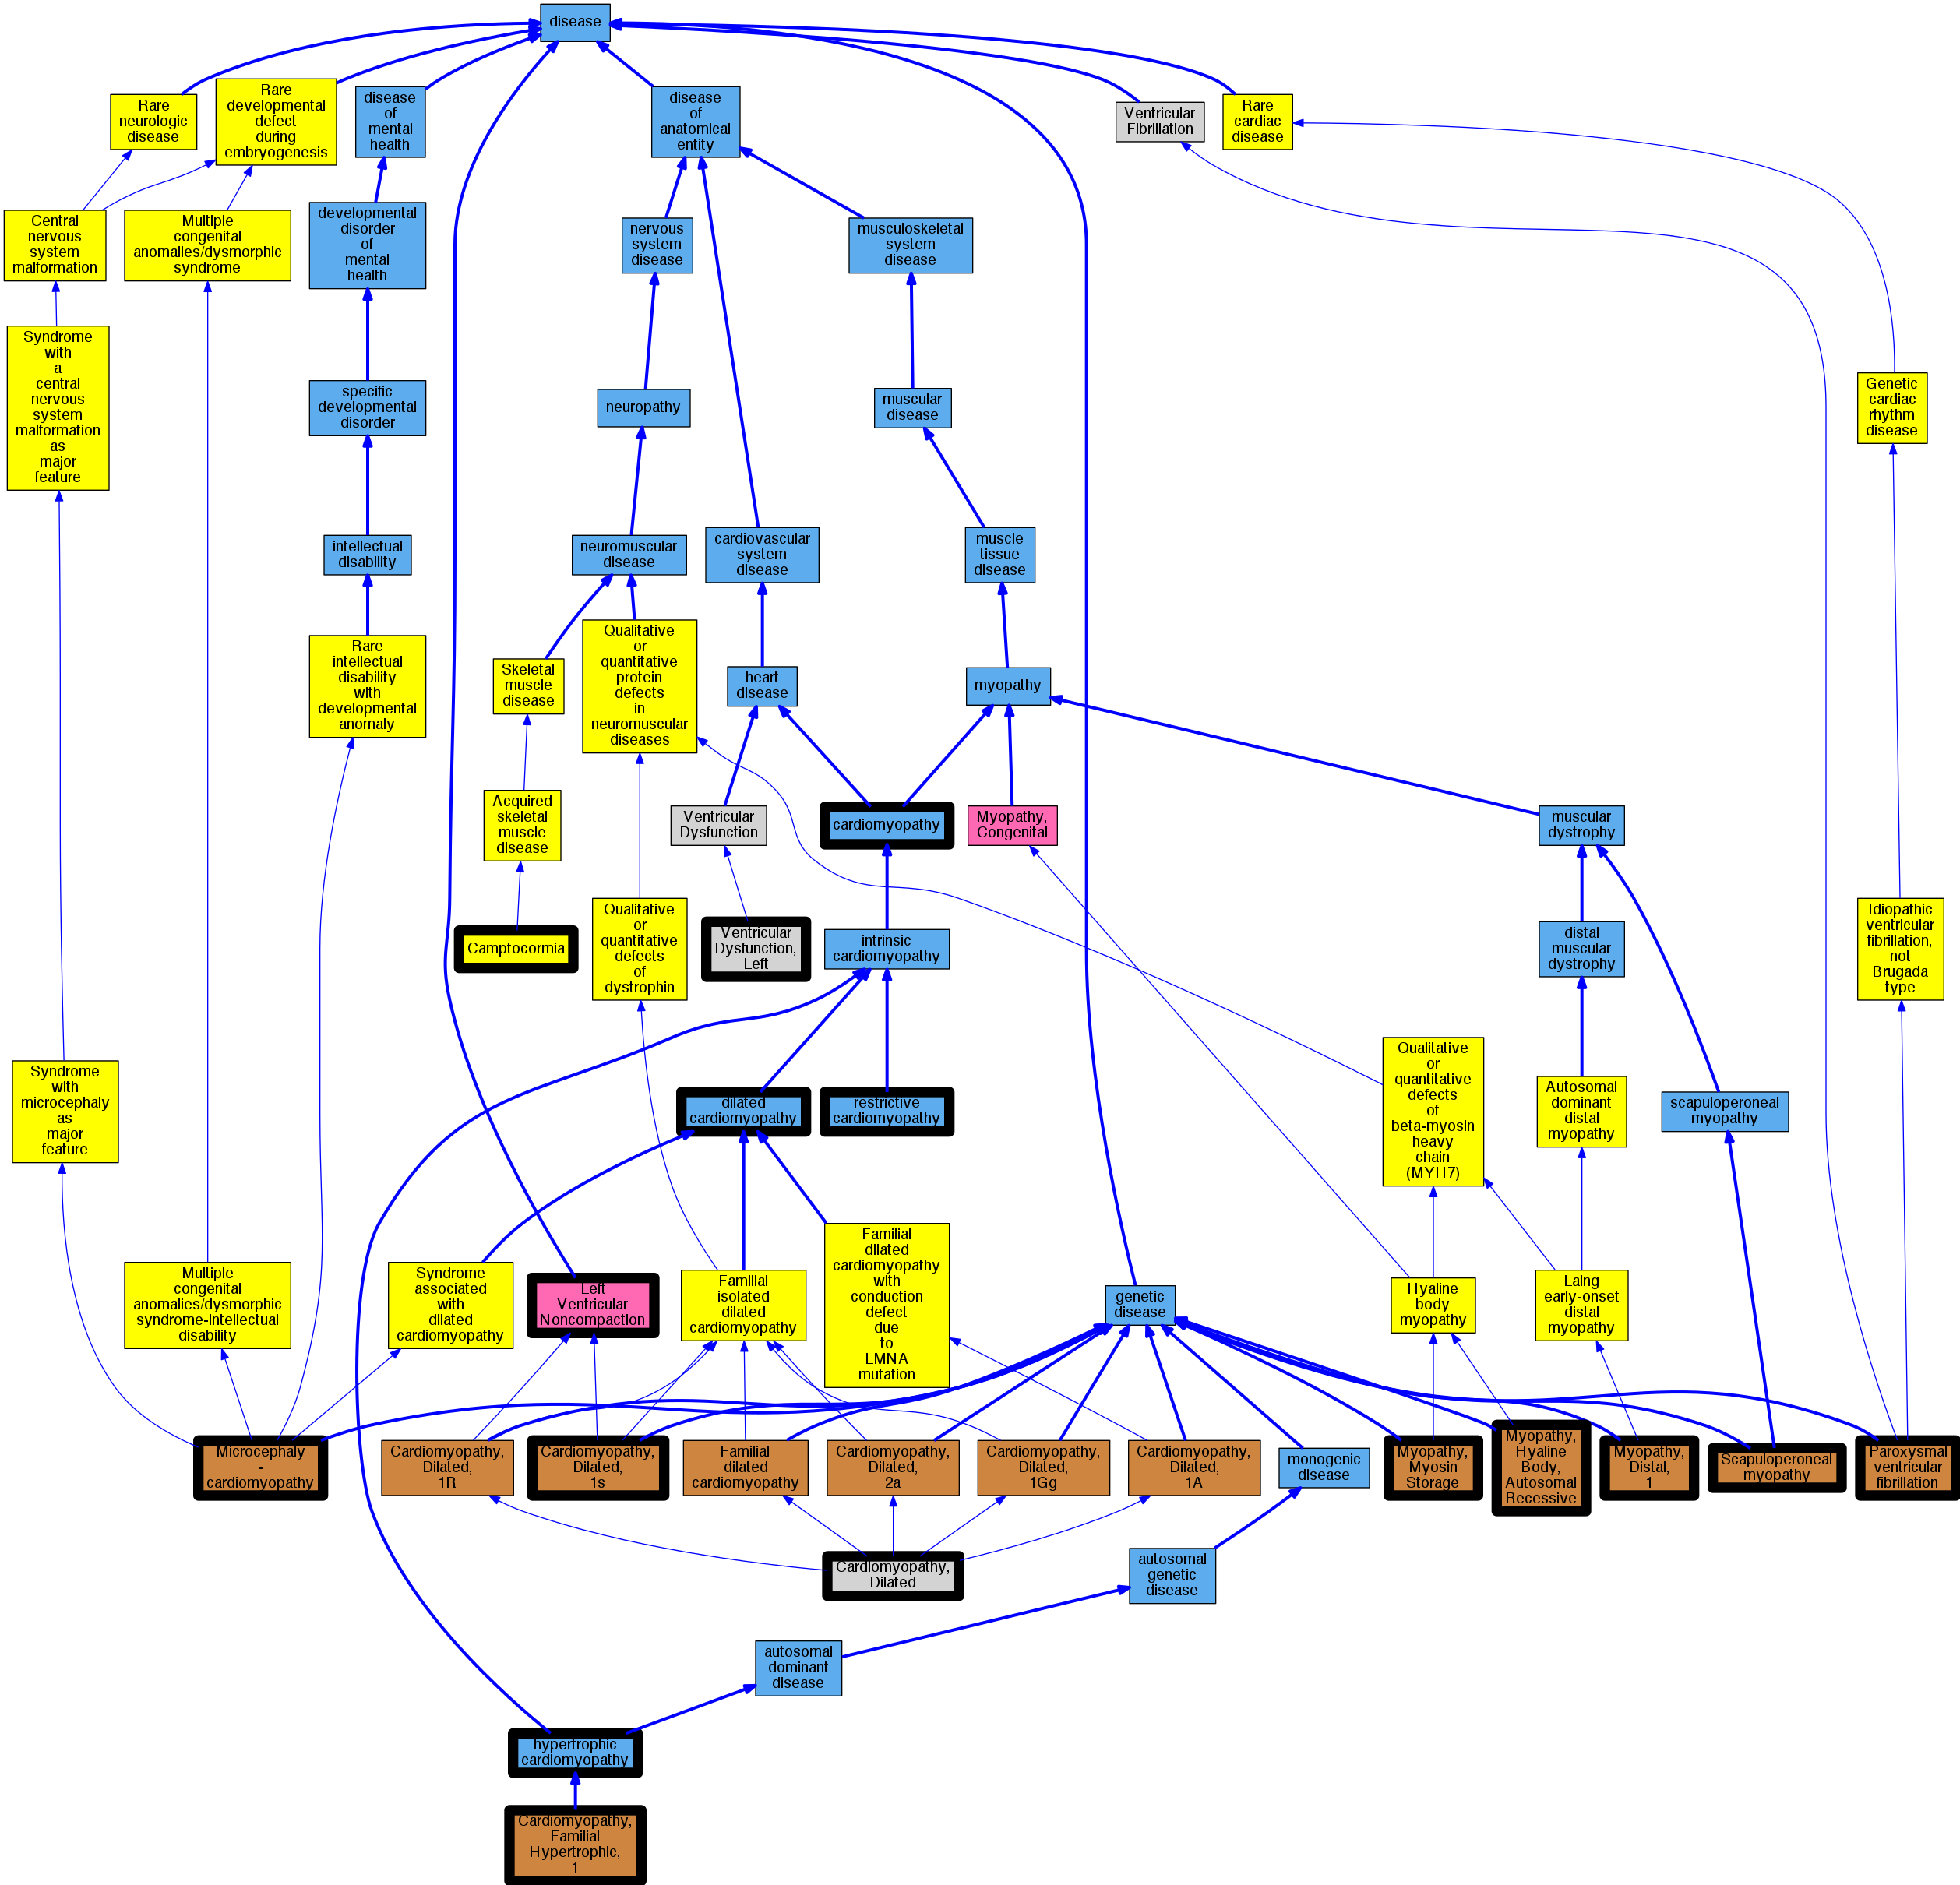 disease
Rare
neurologic
disease
Rare
developmental
defect
during
embryogenesis
disease
of
mental
health
disease
of
anatomical
entity
Ventricular
Fibrillation
Rare
cardiac
disease
Central
nervous
system
malformation
Multiple
congenital
anomalies/dysmorphic
syndrome
developmental
disorder
of
mental
health
nervous
system
disease
musculoskeletal
system
disease
Syndrome
with
a
central
nervous
system
malformation
as
major
feature
specific
developmental
disorder
neuropathy
muscular
disease
Genetic
cardiac
rhythm
disease
intellectual
disability
neuromuscular
disease
cardiovascular
system
disease
muscle
tissue
disease
Rare
intellectual
disability
with
developmental
anomaly
Skeletal
muscle
disease
Qualitative
or
quantitative
protein
defects
in
neuromuscular
diseases
heart
disease
myopathy
Acquired
skeletal
muscle
disease
Ventricular
Dysfunction
cardiomyopathy
Myopathy,
Congenital
muscular
dystrophy
Camptocormia
Qualitative
or
quantitative
defects
of
dystrophin
Ventricular
Dysfunction,
Left
intrinsic
cardiomyopathy
distal
muscular
dystrophy
Idiopathic
ventricular
fibrillation,
not
Brugada
type
Syndrome
with
microcephaly
as
major
feature
dilated
cardiomyopathy
restrictive
cardiomyopathy
Qualitative
or
quantitative
defects
of
beta-myosin
heavy
chain
(MYH7)
Autosomal
dominant
distal
myopathy
scapuloperoneal
myopathy
Multiple
congenital
anomalies/dysmorphic
syndrome-intellectual
disability
Syndrome
associated
with
dilated
cardiomyopathy
Left
Ventricular
Noncompaction
Familial
isolated
dilated
cardiomyopathy
Familial
dilated
cardiomyopathy
with
conduction
defect
due
to
LMNA
mutation
genetic
disease
Hyaline
body
myopathy
Laing
early-onset
distal
myopathy
Microcephaly
-
cardiomyopathy
Cardiomyopathy,
Dilated,
1R
Cardiomyopathy,
Dilated,
1s
Familial
dilated
cardiomyopathy
Cardiomyopathy,
Dilated,
2a
Cardiomyopathy,
Dilated,
1Gg
Cardiomyopathy,
Dilated,
1A
monogenic
disease
Myopathy,
Myosin
Storage
Myopathy,
Hyaline
Body,
Autosomal
Recessive
Myopathy,
Distal,
1
Scapuloperoneal
myopathy
Paroxysmal
ventricular
fibrillation
Cardiomyopathy,
Dilated
autosomal
genetic
disease
autosomal
dominant
disease
hypertrophic
cardiomyopathy
Cardiomyopathy,
Familial
Hypertrophic,
1